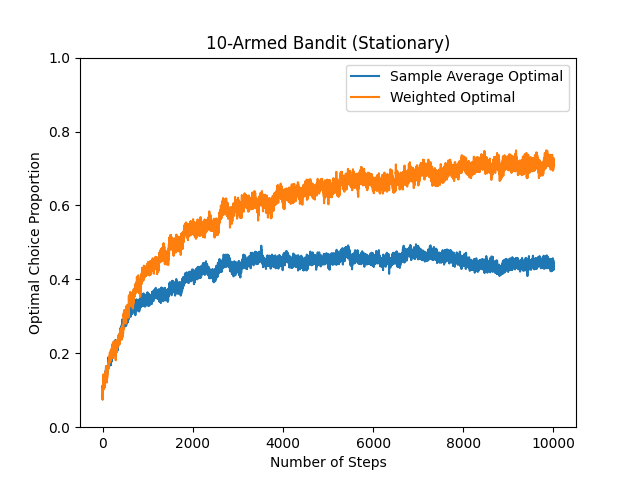 10-Armed Bandit (Stationary)
1.0
0.8
0.6
0.4
0.2
0.0
Optimal Choice Proportion
Sample Average Optimal
Weighted Optimal
0 2000 4000 6000 8000 10000
Number of Steps